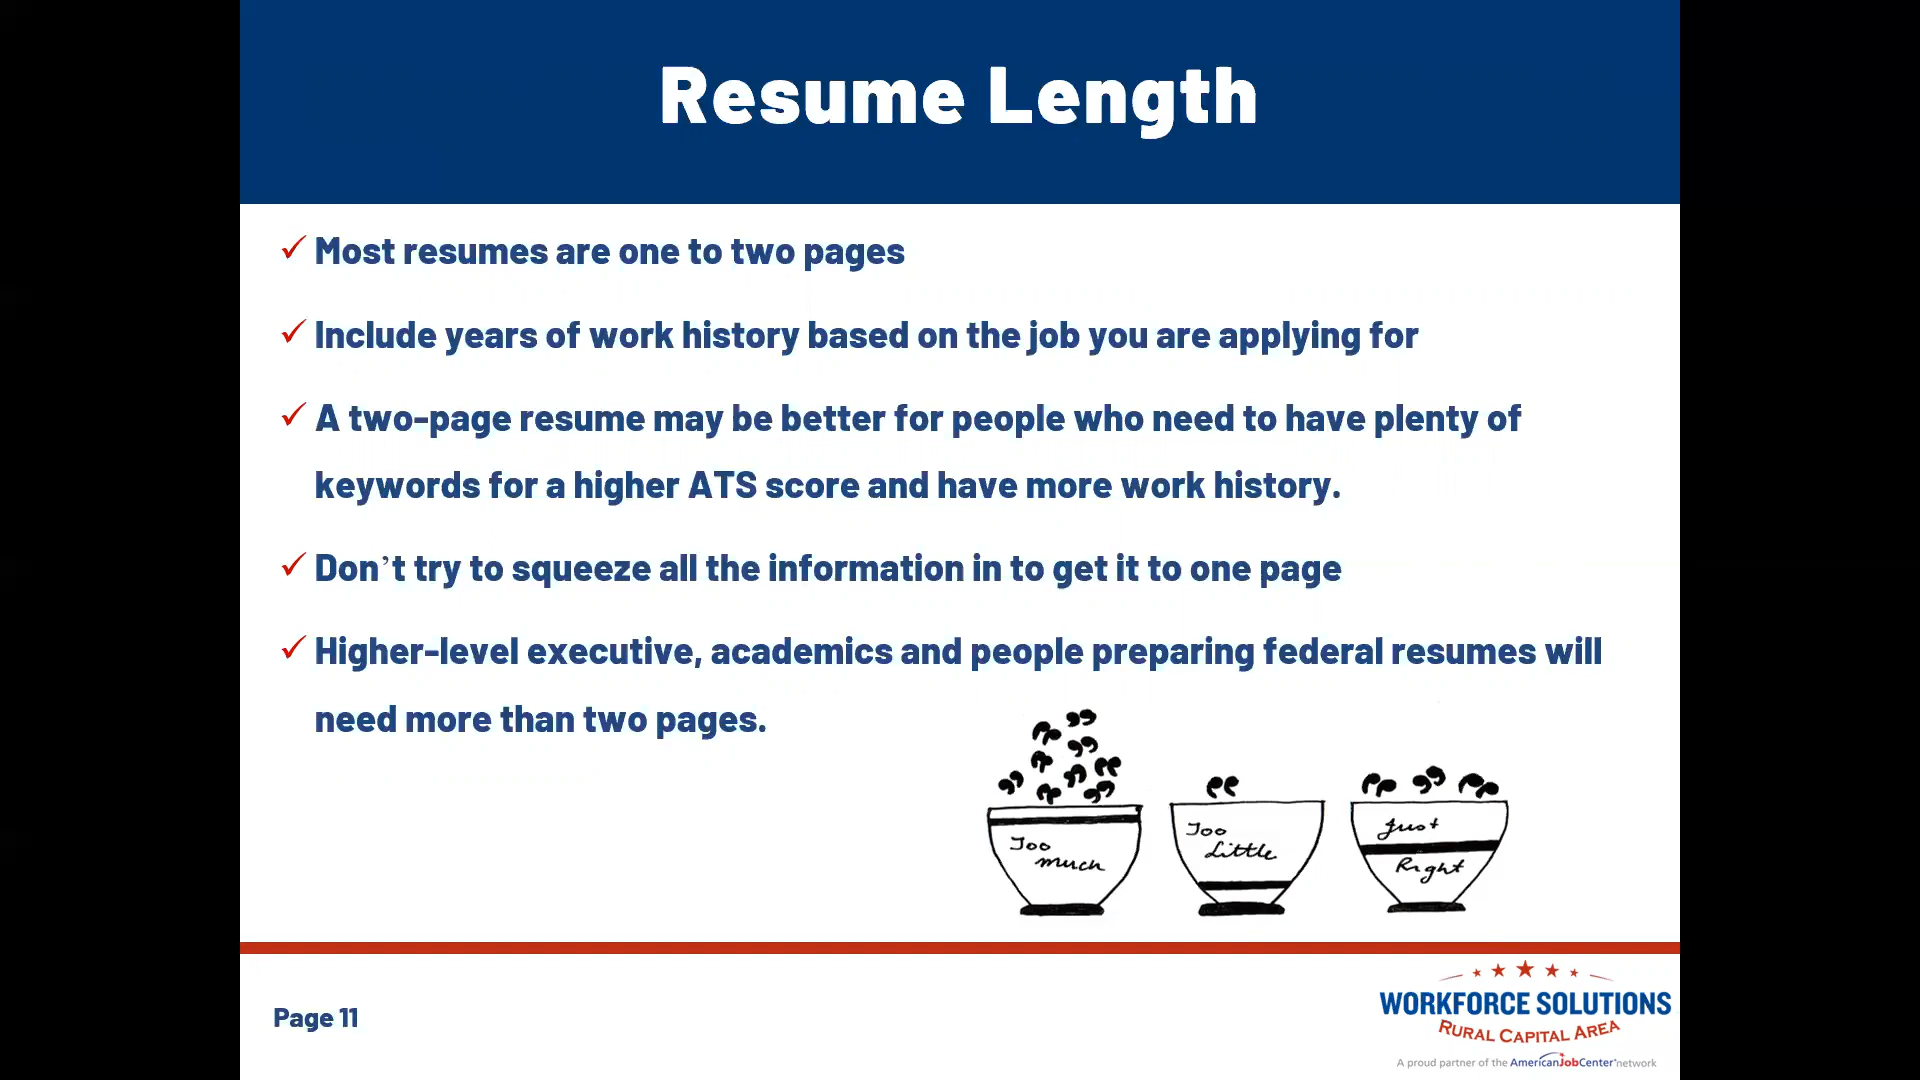 Resume Length
✓ Most resumes are one to two pages
✓ Include years of work history based on the job you are applying for
✓ A two-page resume may be better for people who need to have plenty of
keywords for a higher ATS score and have more work history.
✓ Don’t try to squeeze all the information in to get it to one page
✓ Higher-level executive, academics and people preparing federal resumes will
need more than two pages.
Too
much
Too
Little
Just
Right
Page 11
WORKFORCE SOLUTIONS
RURAL CAPITAL AREA
A proud partner of the AmericanJobCenter network